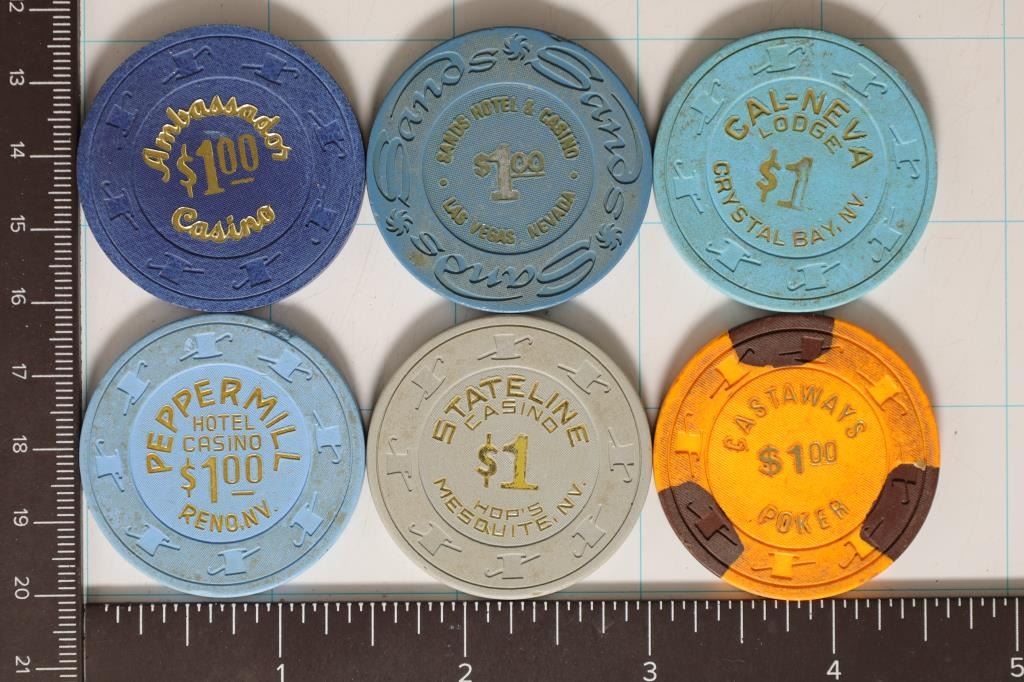 12
13
14
15
16
17
18
19
20
21
Ambassador
$1.00
Casino
Sands Sands Sands
SANDS HOTEL & CASINO
$1.00
LAS VEGAS, NEVADA
CAL-NEVA
LODGE
$1
CRYSTAL BAY, NV.
PEPPERMILL
HOTEL
CASINO
$1.00
RENO, NV.
STATELINE
CASINO
$1
HOP'S
MESQUITE, NV.
CASTAWAYS
$1.00
POKER
1 2 3 4 5